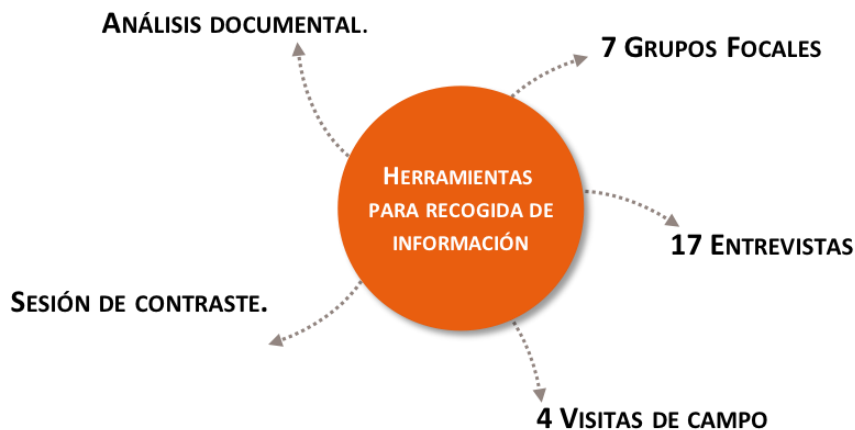 Análisis documental.
7 Grupos Focales
Herramientas
para recogida de
información
17 Entrevistas
Sesión de contraste.
4 Visitas de campo